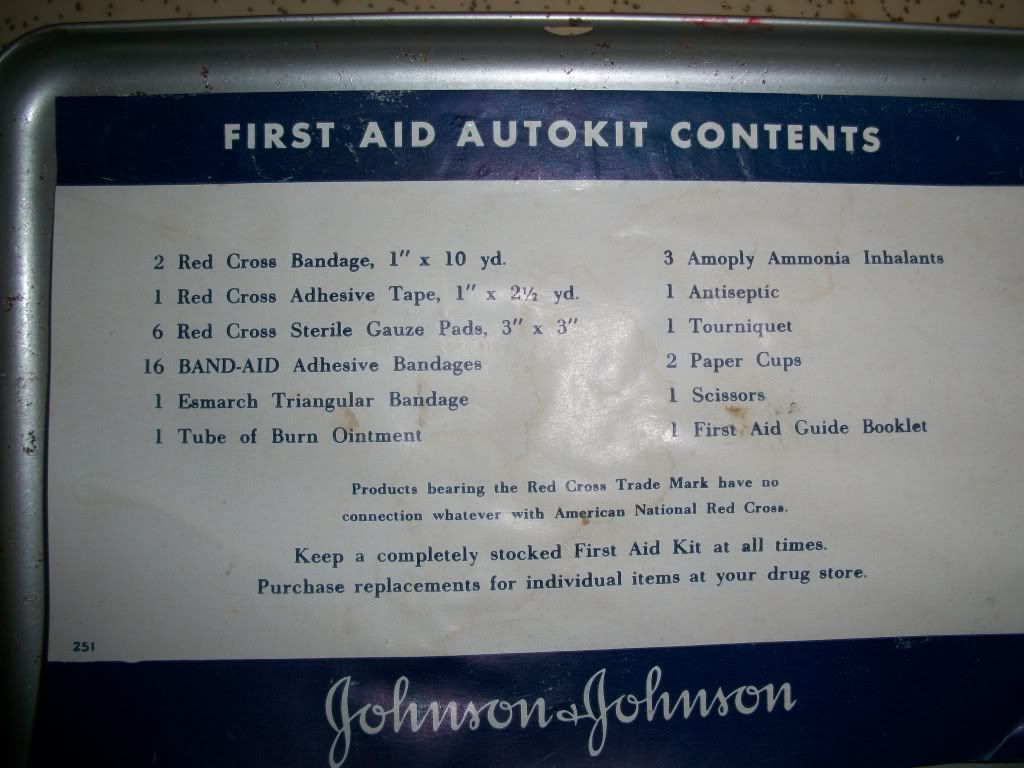 FIRST AID AUTOKIT CONTENTS
2 Red Cross Bandage, 1" x 10 yd.
1 Red Cross Adhesive Tape, 1" x 2½ yd.
6 Red Cross Sterile Gauze Pads, 3" x 3"
16 BAND-AID Adhesive Bandages
1 Esmarch Triangular Bandage
1 Tube of Burn Ointment
3 Amoply Ammonia Inhalants
1 Antiseptic
1 Tourniquet
2 Paper Cups
1 Scissors
1 First Aid Guide Booklet
Products bearing the Red Cross Trade Mark have no
connection whatever with American National Red Cross.
Keep a completely stocked First Aid Kit at all times.
Purchase replacements for individual items at your drug store.
251
Johnson & Johnson